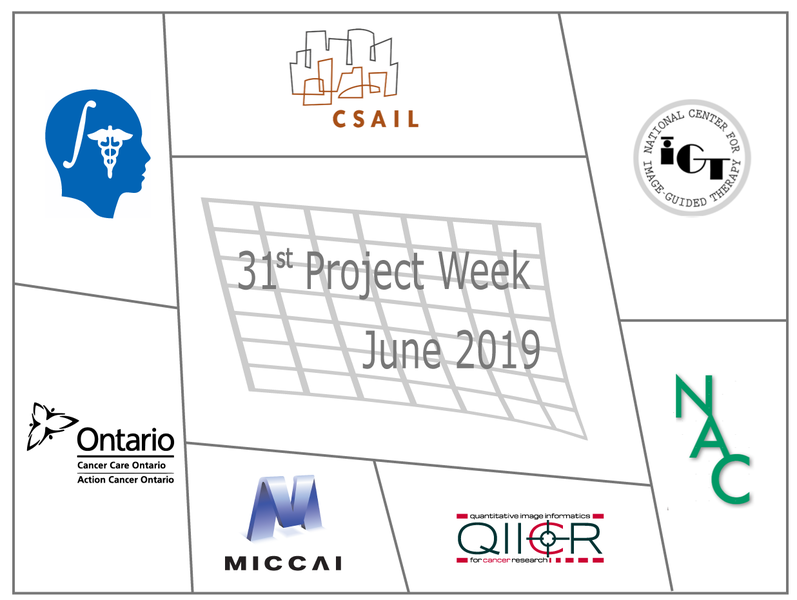 CSAIL
NATIONAL CENTER FOR
IGT
IMAGE-GUIDED THERAPY
31st Project Week
June 2019
Ontario
Cancer Care Ontario
Action Cancer Ontario
NAC
MICCAI
quantitative image informatics
QIICR
for cancer research